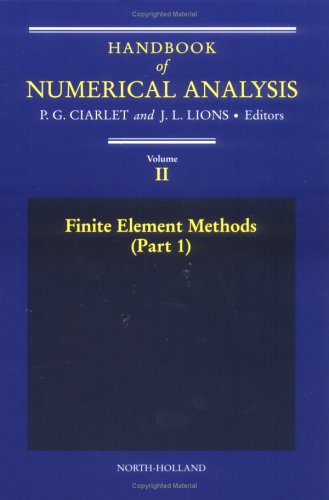 HANDBOOK
of
NUMERICAL ANALYSIS
P. G. CIARLET and J. L. LIONS • Editors
Volume
II
Finite Element Methods
(Part 1)
NORTH-HOLLAND